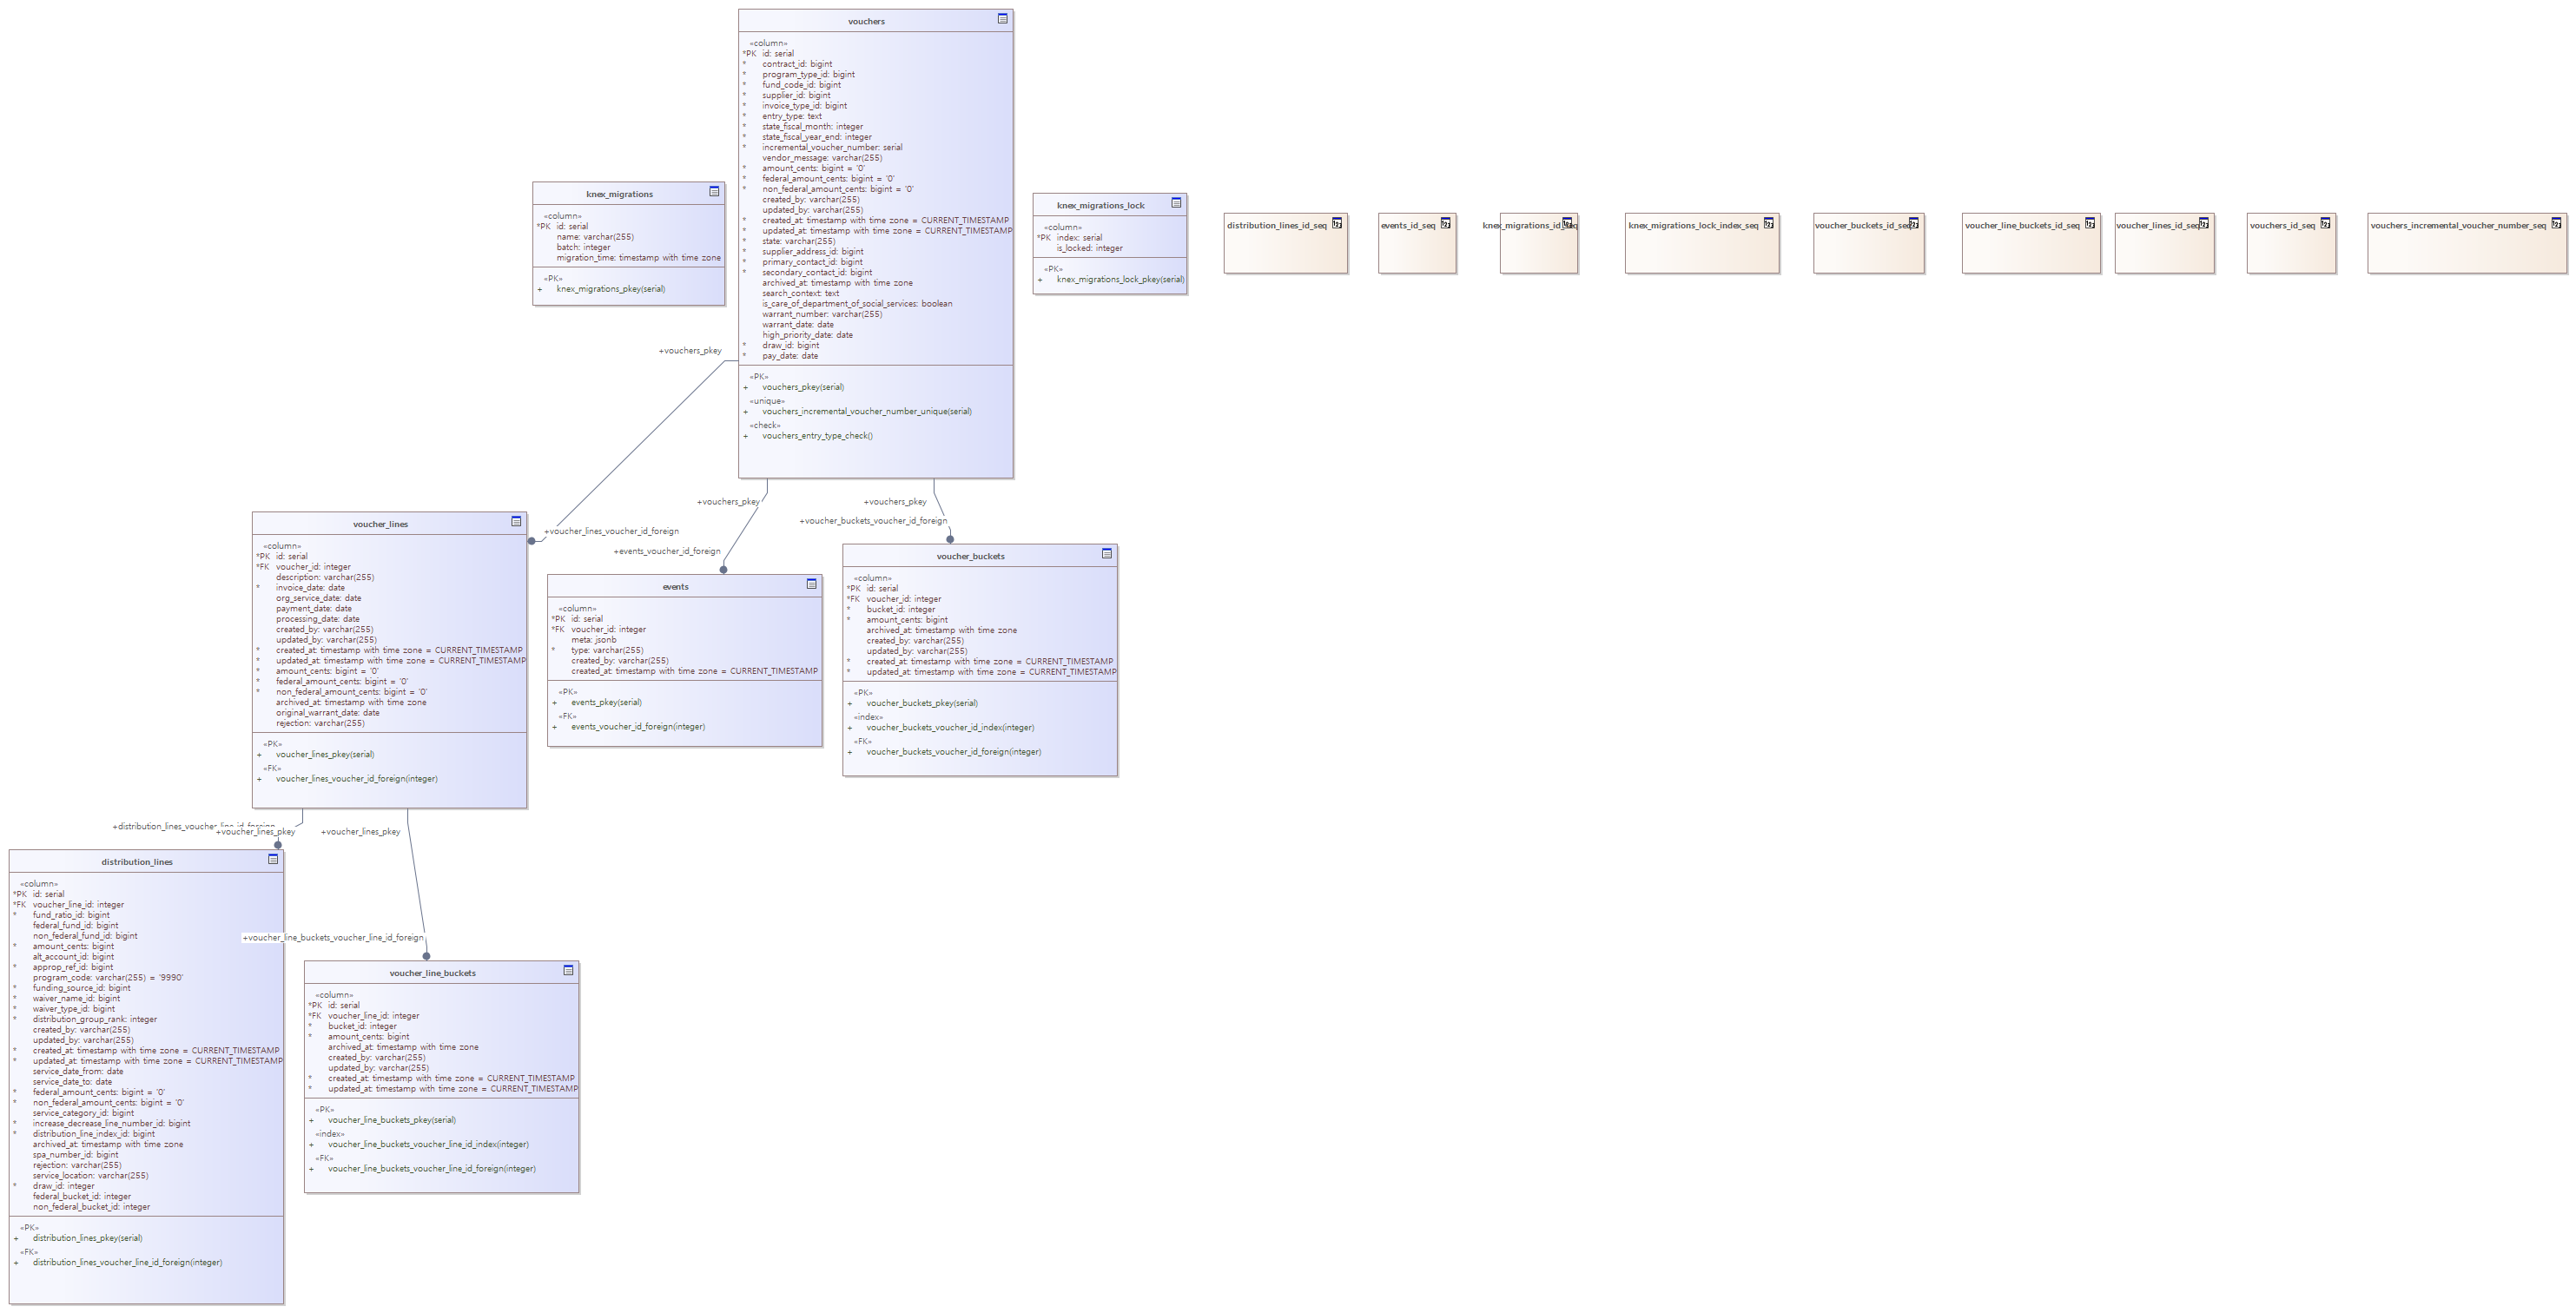 vouchers
«column»
*PK id: serial
* contract_id: bigint
* program_type_id: bigint
* fund_code_id: bigint
* supplier_id: bigint
* invoice_type_id: bigint
* entry_type: text
* state_fiscal_month: integer
* state_fiscal_year_end: integer
* incremental_voucher_number: serial
vendor_message: varchar(255)
* amount_cents: bigint = '0'
* federal_amount_cents: bigint = '0'
* non_federal_amount_cents: bigint = '0'
created_by: varchar(255)
updated_by: varchar(255)
* created_at: timestamp with time zone = CURRENT_TIMESTAMP
* updated_at: timestamp with time zone = CURRENT_TIMESTAMP
* state: varchar(255)
* supplier_address_id: bigint
* primary_contact_id: bigint
* secondary_contact_id: bigint
archived_at: timestamp with time zone
search_context: text
is_care_of_department_of_social_services: boolean
warrant_number: varchar(255)
warrant_date: date
high_priority_date: date
* draw_id: bigint
* pay_date: date
«PK»
+ vouchers_pkey(serial)
«unique»
+ vouchers_incremental_voucher_number_unique(serial)
«check»
+ vouchers_entry_type_check()
knex_migrations
«column»
*PK id: serial
name: varchar(255)
batch: integer
migration_time: timestamp with time zone
«PK»
+ knex_migrations_pkey(serial)
knex_migrations_lock
«column»
*PK index: serial
is_locked: integer
«PK»
+ knex_migrations_lock_pkey(serial)
distribution_lines_id_seq
events_id_seq
knex_migrations_id_seq
knex_migrations_lock_index_seq
voucher_buckets_id_seq
voucher_line_buckets_id_seq
voucher_lines_id_seq
vouchers_id_seq
vouchers_incremental_voucher_number_seq
+vouchers_pkey
+voucher_lines_voucher_id_foreign
+vouchers_pkey
+events_voucher_id_foreign
+vouchers_pkey
+voucher_buckets_voucher_id_foreign
voucher_lines
«column»
*PK id: serial
*FK voucher_id: integer
description: varchar(255)
* invoice_date: date
org_service_date: date
payment_date: date
processing_date: date
created_by: varchar(255)
updated_by: varchar(255)
* created_at: timestamp with time zone = CURRENT_TIMESTAMP
* updated_at: timestamp with time zone = CURRENT_TIMESTAMP
* amount_cents: bigint = '0'
* federal_amount_cents: bigint = '0'
* non_federal_amount_cents: bigint = '0'
archived_at: timestamp with time zone
original_warrant_date: date
rejection: varchar(255)
«PK»
+ voucher_lines_pkey(serial)
«FK»
+ voucher_lines_voucher_id_foreign(integer)
events
«column»
*PK id: serial
*FK voucher_id: integer
meta: jsonb
* type: varchar(255)
created_by: varchar(255)
created_at: timestamp with time zone = CURRENT_TIMESTAMP
«PK»
+ events_pkey(serial)
«FK»
+ events_voucher_id_foreign(integer)
voucher_buckets
«column»
*PK id: serial
*FK voucher_id: integer
* bucket_id: integer
* amount_cents: bigint
archived_at: timestamp with time zone
created_by: varchar(255)
updated_by: varchar(255)
* created_at: timestamp with time zone = CURRENT_TIMESTAMP
* updated_at: timestamp with time zone = CURRENT_TIMESTAMP
«PK»
+ voucher_buckets_pkey(serial)
«index»
+ voucher_buckets_voucher_id_index(integer)
«FK»
+ voucher_buckets_voucher_id_foreign(integer)
+distribution_lines_voucher_line_id_foreign
+voucher_lines_pkey
+voucher_lines_pkey
+voucher_line_buckets_voucher_line_id_foreign
distribution_lines
«column»
*PK id: serial
*FK voucher_line_id: integer
* fund_ratio_id: bigint
federal_fund_id: bigint
non_federal_fund_id: bigint
* amount_cents: bigint
alt_account_id: bigint
* approp_ref_id: bigint
program_code: varchar(255) = '9990'
* funding_source_id: bigint
* waiver_name_id: bigint
* waiver_type_id: bigint
* distribution_group_rank: integer
created_by: varchar(255)
updated_by: varchar(255)
* created_at: timestamp with time zone = CURRENT_TIMESTAMP
* updated_at: timestamp with time zone = CURRENT_TIMESTAMP
service_date_from: date
service_date_to: date
* federal_amount_cents: bigint = '0'
* non_federal_amount_cents: bigint = '0'
service_category_id: bigint
* increase_decrease_line_number_id: bigint
* distribution_line_index_id: bigint
archived_at: timestamp with time zone
spa_number_id: bigint
rejection: varchar(255)
service_location: varchar(255)
* draw_id: integer
federal_bucket_id: integer
non_federal_bucket_id: integer
«PK»
+ distribution_lines_pkey(serial)
«FK»
+ distribution_lines_voucher_line_id_foreign(integer)
voucher_line_buckets
«column»
*PK id: serial
*FK voucher_line_id: integer
* bucket_id: integer
* amount_cents: bigint
archived_at: timestamp with time zone
created_by: varchar(255)
updated_by: varchar(255)
* created_at: timestamp with time zone = CURRENT_TIMESTAMP
* updated_at: timestamp with time zone = CURRENT_TIMESTAMP
«PK»
+ voucher_line_buckets_pkey(serial)
«index»
+ voucher_line_buckets_voucher_line_id_index(integer)
«FK»
+ voucher_line_buckets_voucher_line_id_foreign(integer)